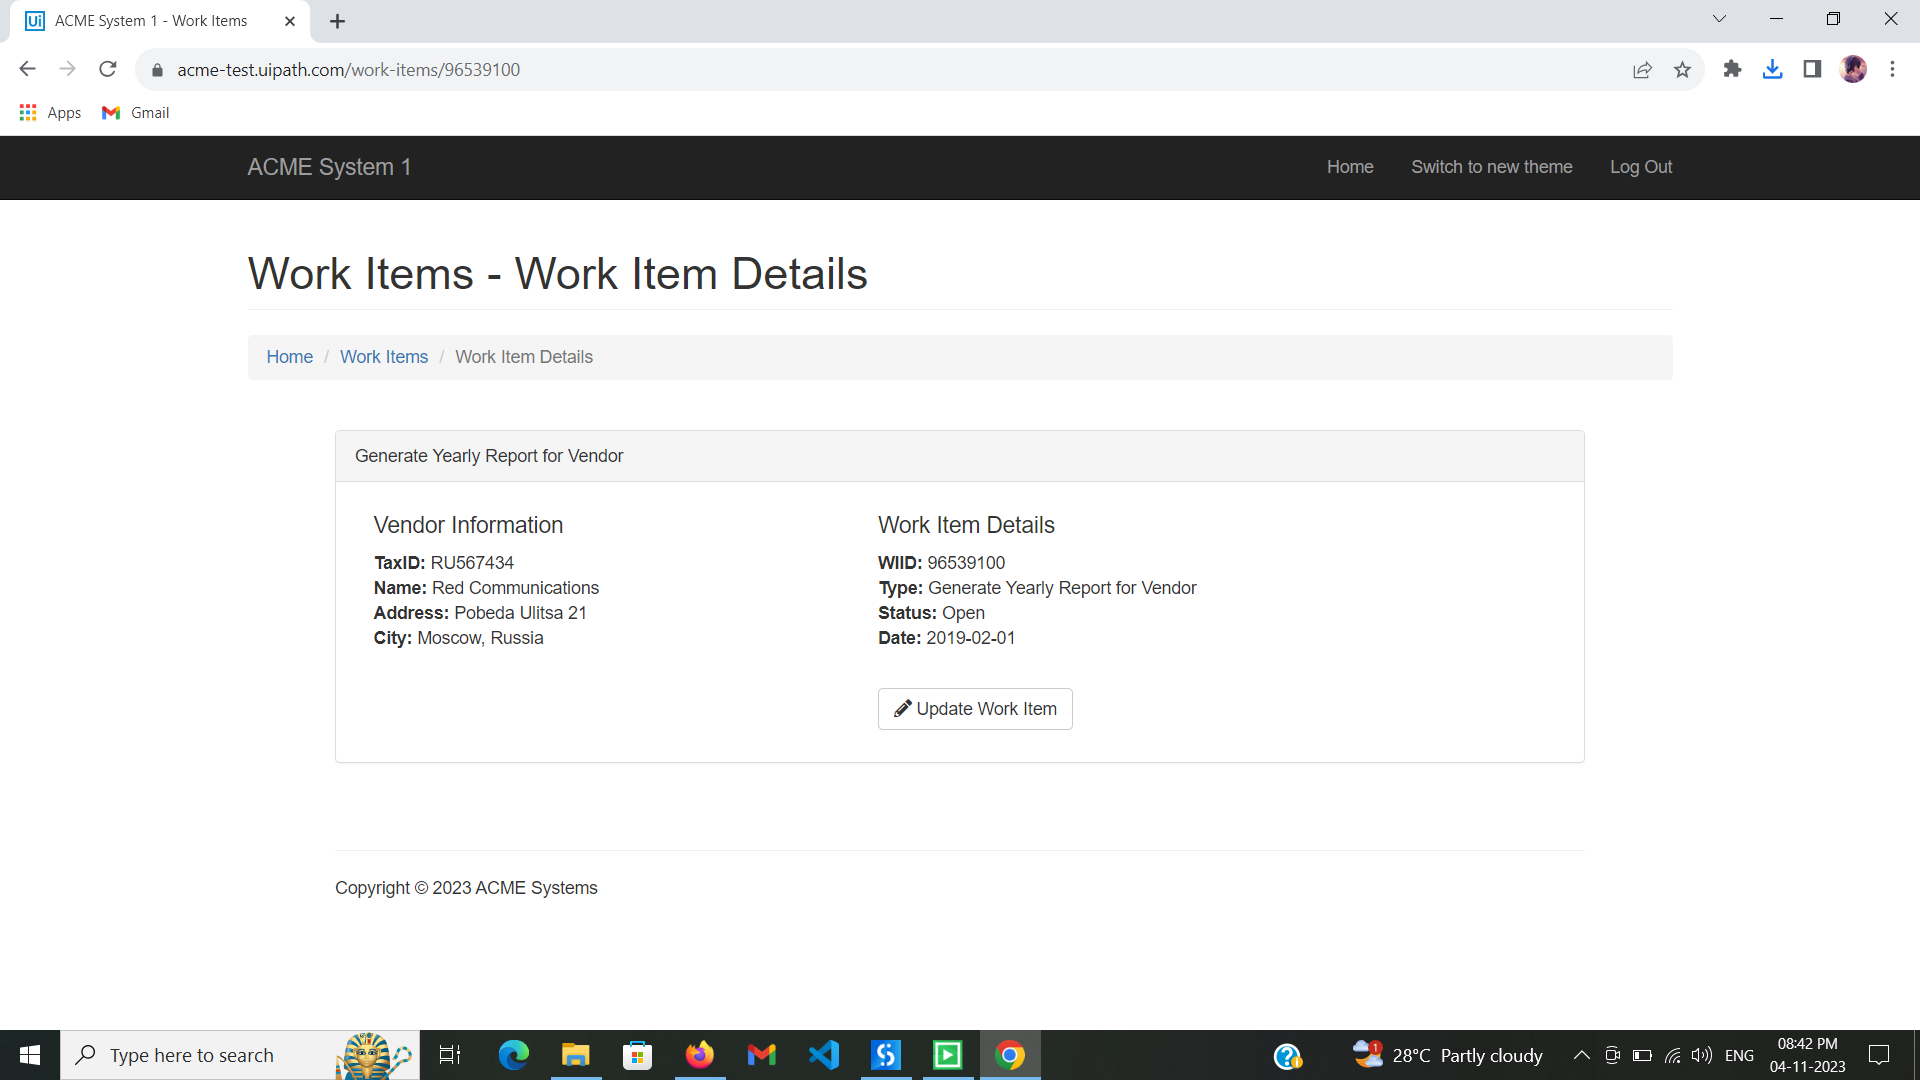 ACME System 1 - Work Items
acme-test.uipath.com/work-items/96539100
Apps
Gmail
ACME System 1
Home
Switch to new theme
Log Out
Work Items - Work Item Details
Home / Work Items / Work Item Details
Generate Yearly Report for Vendor
Vendor Information
TaxID: RU567434
Name: Red Communications
Address: Pobeda Ulitsa 21
City: Moscow, Russia
Work Item Details
WIID: 96539100
Type: Generate Yearly Report for Vendor
Status: Open
Date: 2019-02-01
Update Work Item
Copyright © 2023 ACME Systems
Type here to search
1
28°C Partly cloudy
ENG
08:42 PM
04-11-2023